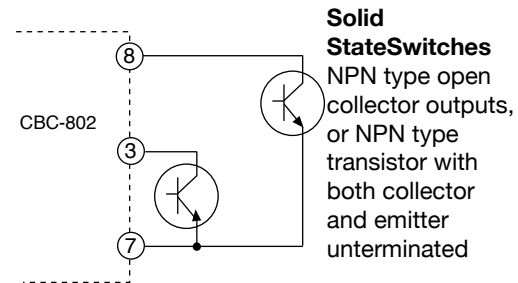 Solid
StateSwitches
NPN type open
collector outputs,
or NPN type
transistor with
both collector
and emitter
unterminated
8
CBC-802
3
7